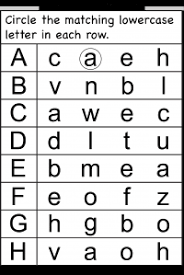 Circle the matching lowercase
letter in each row.
A c a e h
B v n b l
C a w e c
D d l t u
E b m e a
F e o f z
G h g b o
H v a o h